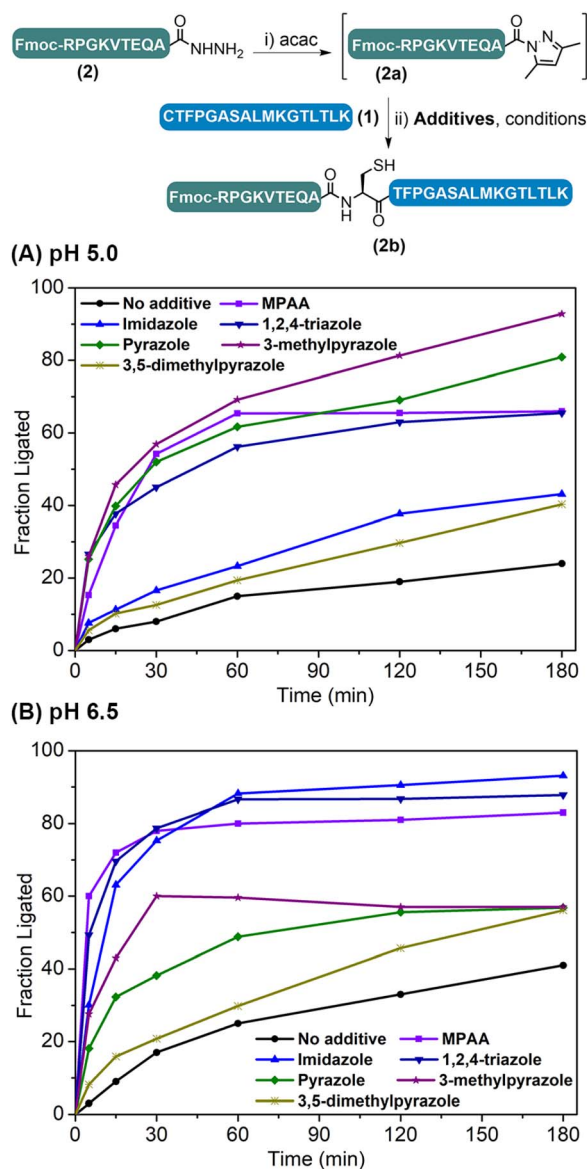 Fmoc-RPGKVTEQA
O
NHNH2
(2)
i) acac
Fmoc-RPGKVTEQA
O
N
N
(2a)
CTFPGASALMKGTLTLK (1)
ii) Additives, conditions
SH
O
Fmoc-RPGKVTEQA
N
H
O
TFPGASALMKGTLTLK
(2b)
(A) pH 5.0
No additive
MPAA
Imidazole
1,2,4-triazole
Pyrazole
3-methylpyrazole
3,5-dimethylpyrazole
Fraction Ligated
100
80
60
40
20
0
0 30 60 90 120 150 180
Time (min)
(B) pH 6.5
Fraction Ligated
100
80
60
40
20
0
No additive
MPAA
Imidazole
1,2,4-triazole
Pyrazole
3-methylpyrazole
3,5-dimethylpyrazole
0 30 60 90 120 150 180
Time (min)